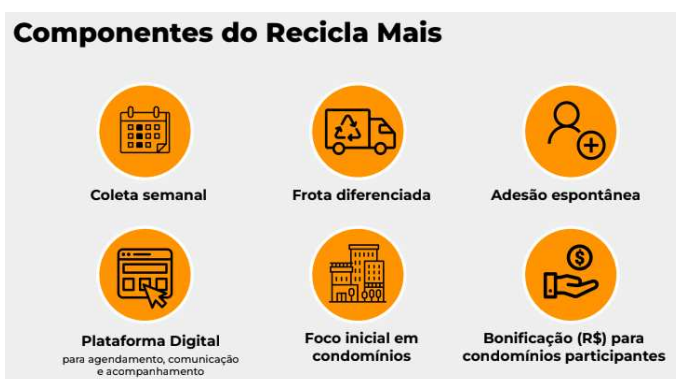 Componentes do Recicla Mais
Coleta semanal
Frota diferenciada
Adesão espontânea
Plataforma Digital
para agendamento, comunicação
e acompanhamento
Foco inicial em
condomínios
Bonificação (R$) para
condomínios participantes